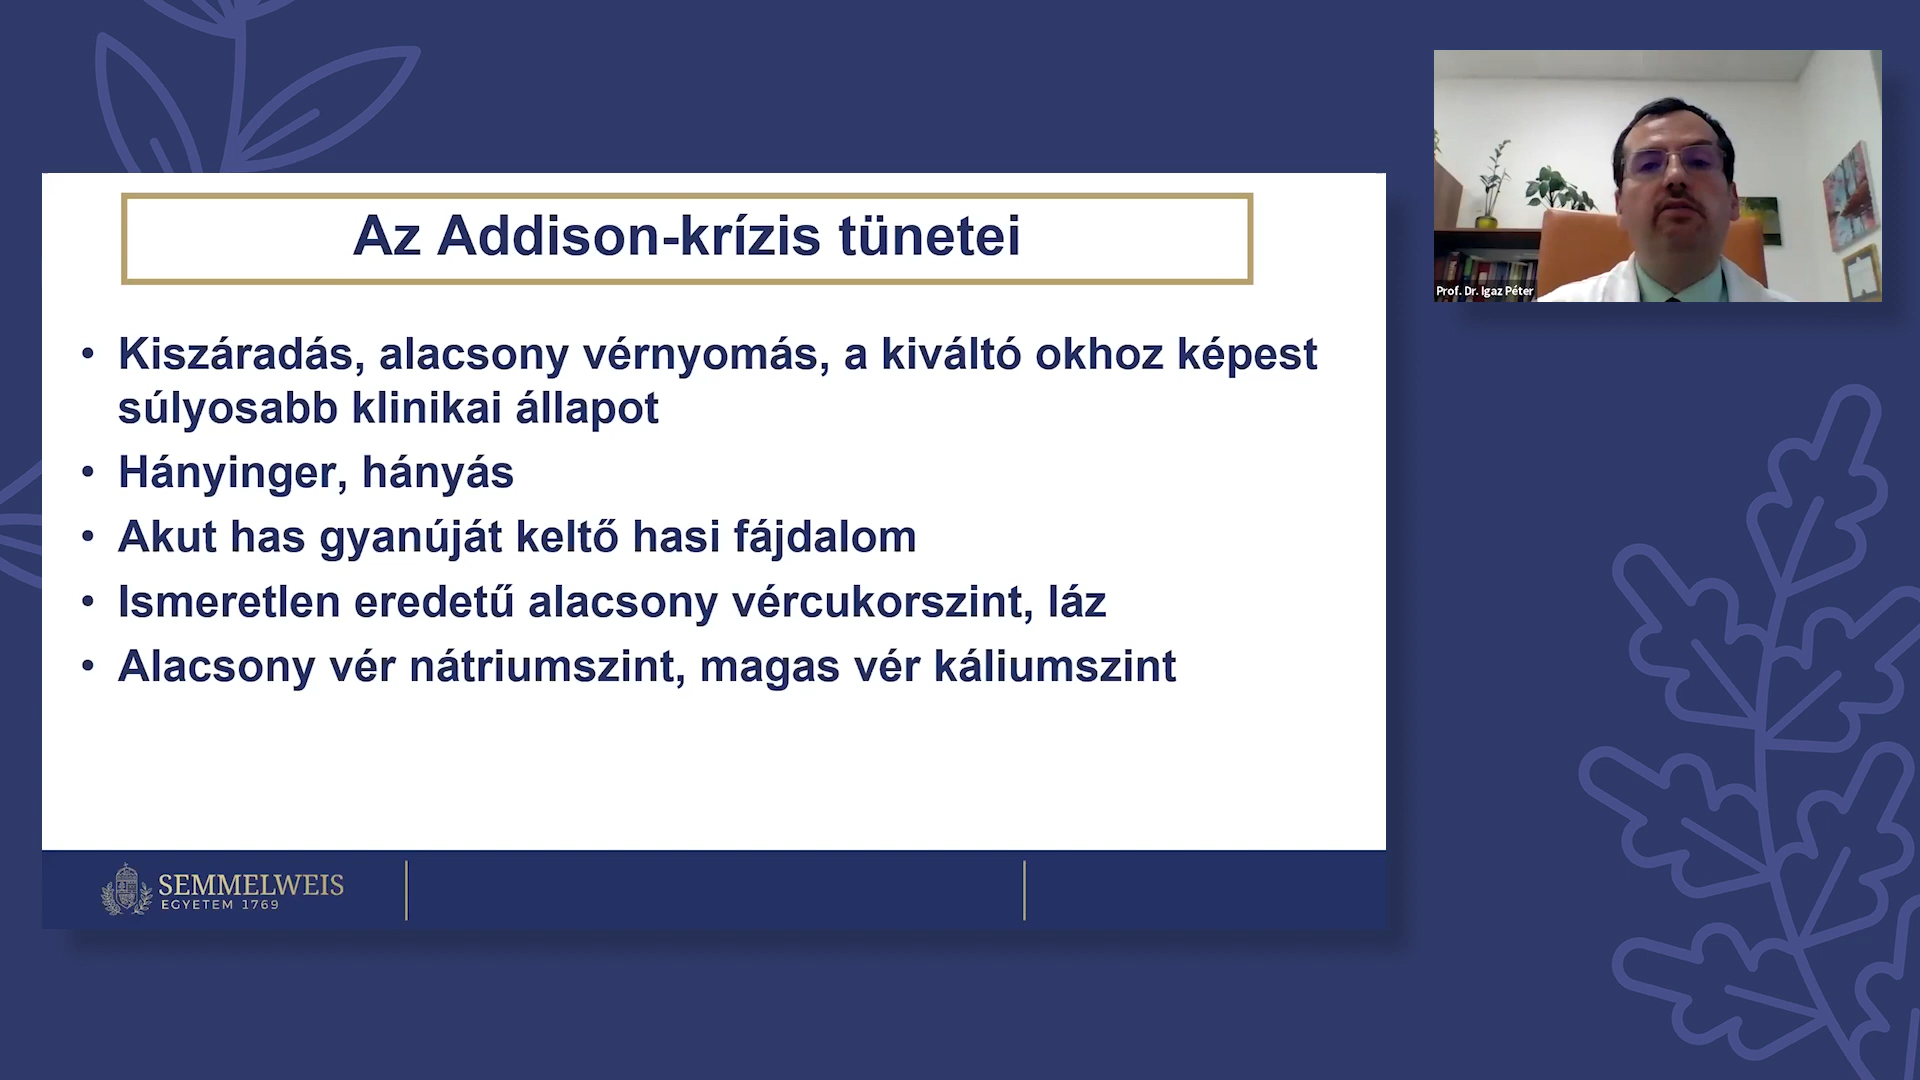 Az Addison-krízis tünetei
• Kiszáradás, alacsony vérnyomás, a kiváltó okhoz képest
súlyosabb klinikai állapot
• Hányinger, hányás
• Akut has gyanúját keltő hasi fájdalom
• Ismeretlen eredetű alacsony vércukorszint, láz
• Alacsony vér nátriumszint, magas vér káliumszint
SEMMELWEIS
EGYETEM 1769
Prof. Dr. Igaz Péter